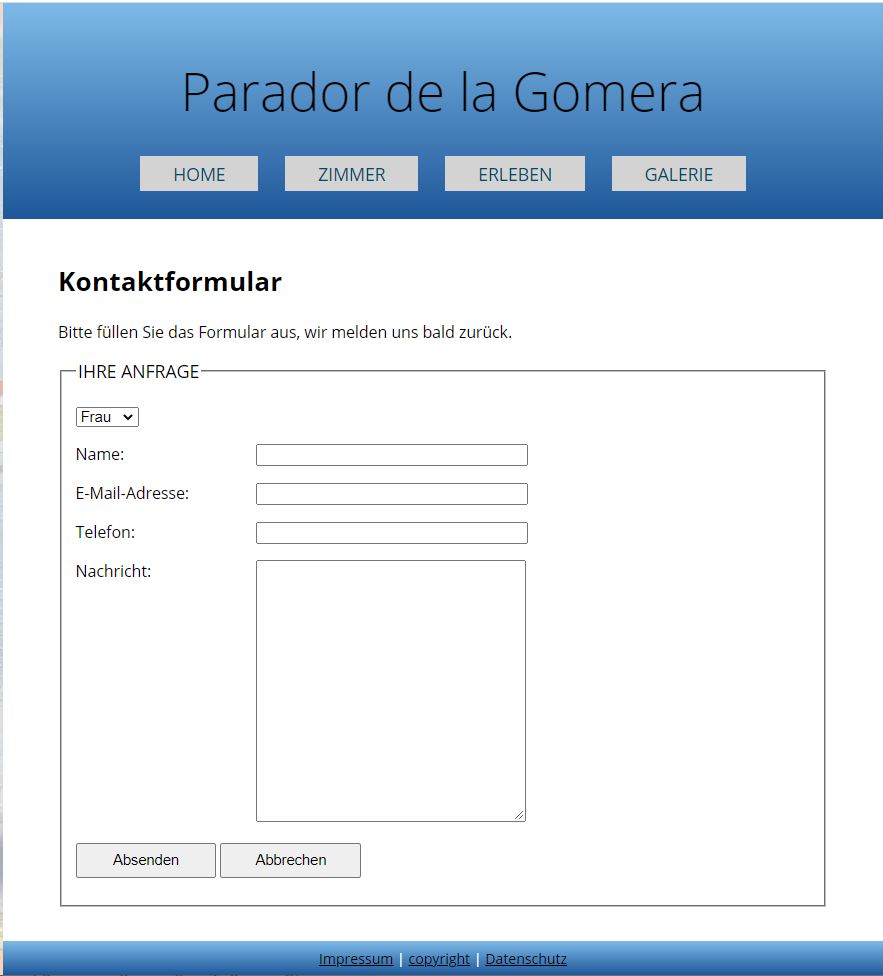 Parador de la Gomera
HOME ZIMMER ERLEBEN GALERIE
Kontaktformular
Bitte füllen Sie das Formular aus, wir melden uns bald zurück.
IHRE ANFRAGE
Frau
Name:
E-Mail-Adresse:
Telefon:
Nachricht:
Absenden Abbrechen
Impressum | copyright | Datenschutz